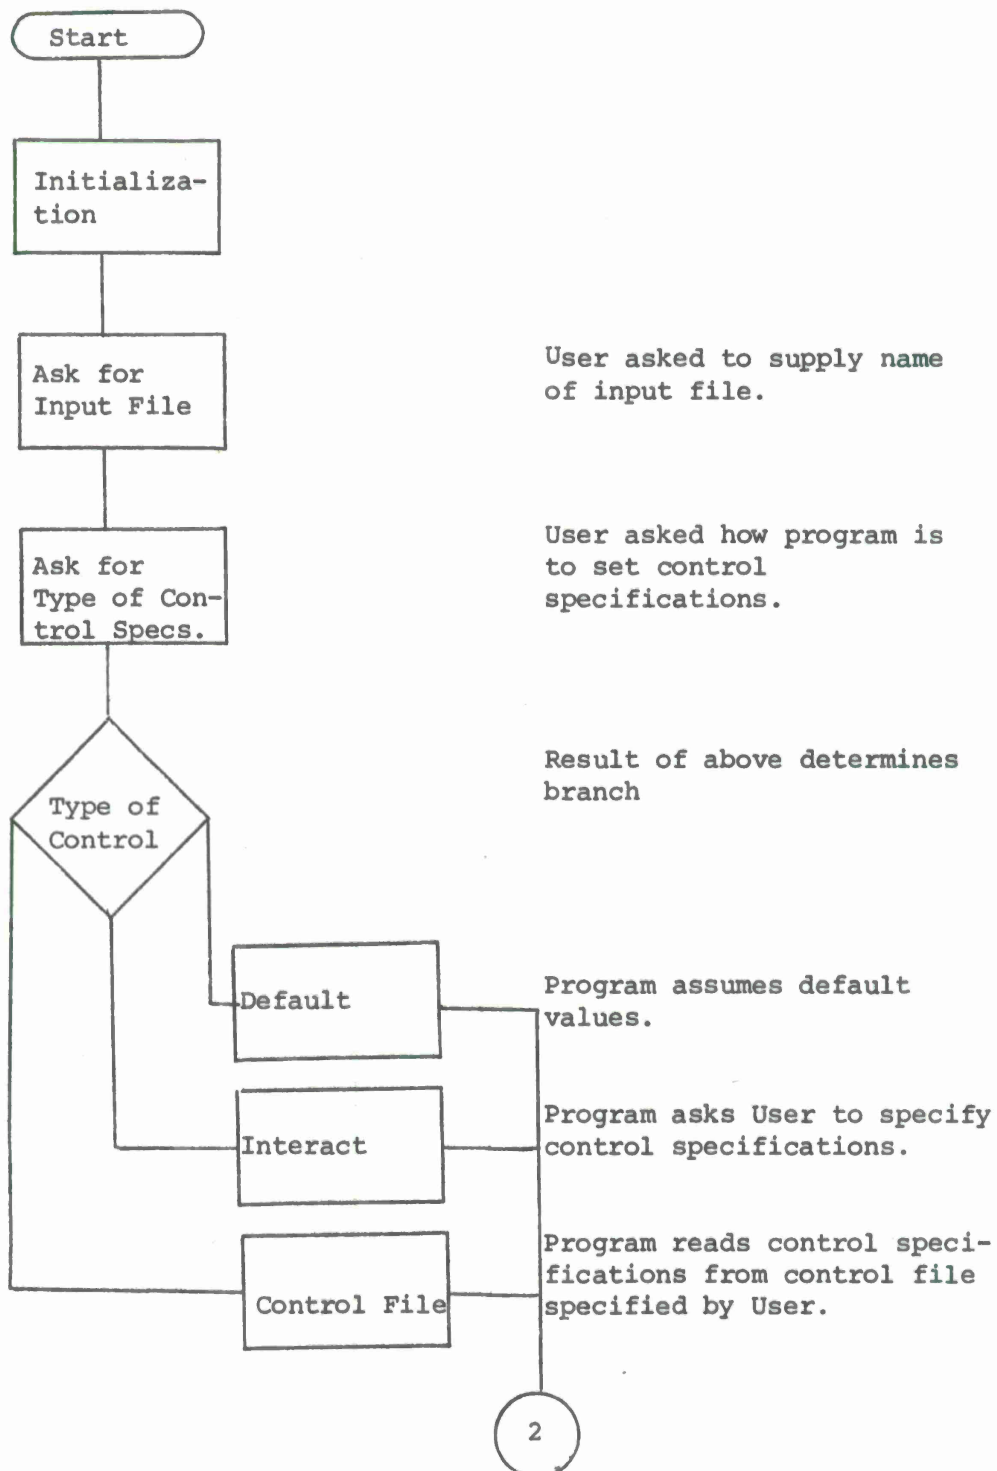 Start
Initializa-
tion
Ask for
Input File
User asked to supply name
of input file.
Ask for
Type of Con-
trol Specs.
User asked how program is
to set control
specifications.
Type of
Control
Result of above determines
branch
Default
Program assumes default
values.
Interact
Program asks User to specify
control specifications.
Control File
Program reads control speci-
fications from control file
specified by User.
2